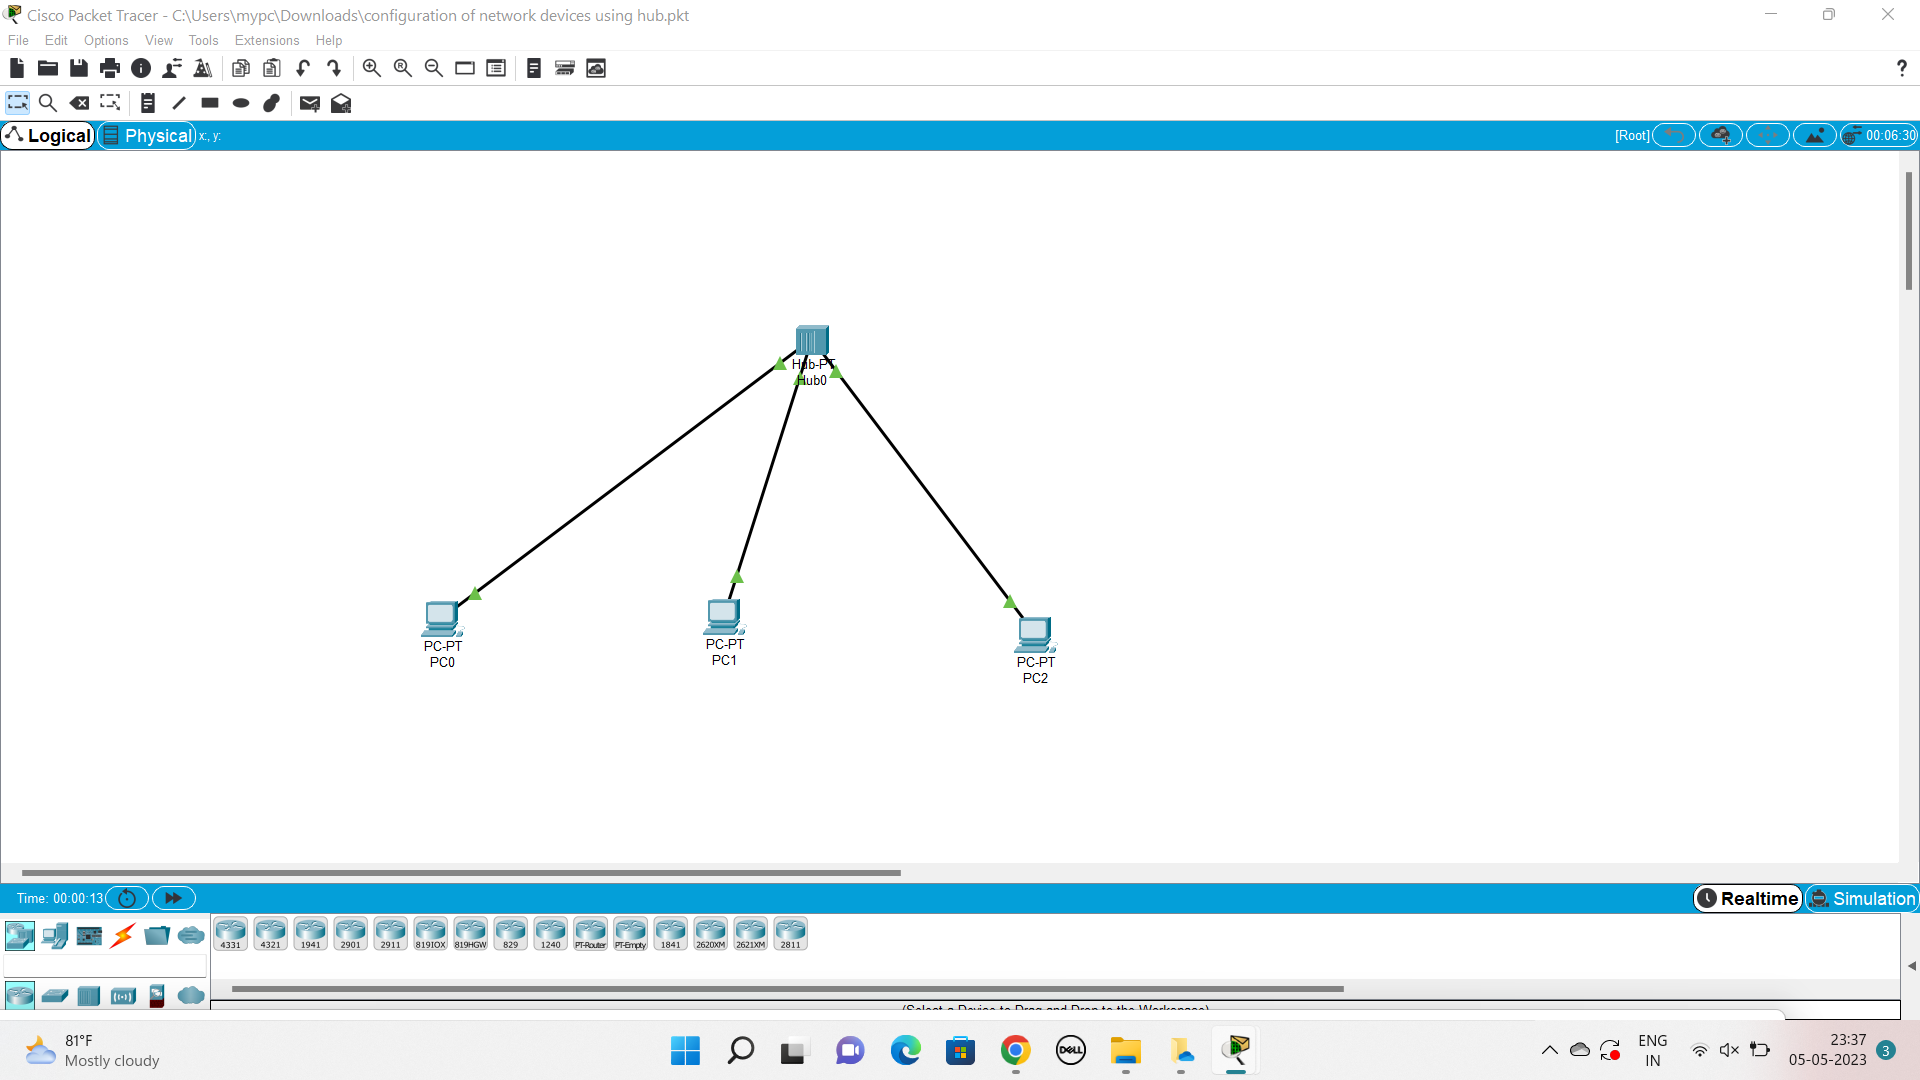 Cisco Packet Tracer - C:\Users\mypc\Downloads\configuration of network devices using hub.pkt
File Edit Options View Tools Extensions Help
?
Logical Physical x:, y: [Root] 00:06:30
Hub-PT
Hub0
PC-PT
PC0
PC-PT
PC1
PC-PT
PC2
Time: 00:00:13 Realtime Simulation
4331 4321 1941 2901 2911 819IOX 819HGW 829 1240 PT-Router PT-Empty 1841 2620XM 2621XM 2811
(Select a Device to Drag and Drop to the Workspace)
81°F
Mostly cloudy
DELL
ENG
IN
23:37
05-05-2023
3